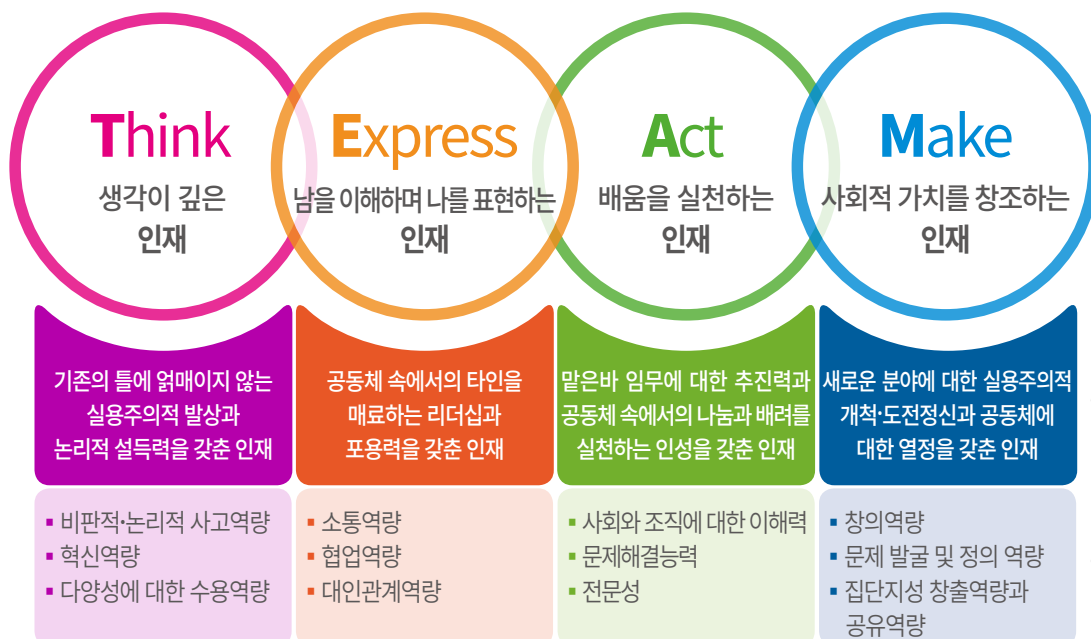 Think
생각이 깊은
인재
Express
남을 이해하며 나를 표현하는
인재
Act
배움을 실천하는
인재
Make
사회적 가치를 창조하는
인재
기존의 틀에 얽매이지 않는
실용주의적 발상과
논리적 설득력을 갖춘 인재
공동체 속에서의 타인을
매료하는 리더십과
포용력을 갖춘 인재
맡은바 임무에 대한 추진력과
공동체 속에서의 나눔과 배려를
실천하는 인성을 갖춘 인재
새로운 분야에 대한 실용주의적
개척·도전정신과 공동체에
대한 열정을 갖춘 인재
▪ 비판적·논리적 사고역량
▪ 혁신역량
▪ 다양성에 대한 수용역량
▪ 소통역량
▪ 협업역량
▪ 대인관계역량
▪ 사회와 조직에 대한 이해력
▪ 문제해결능력
▪ 전문성
▪ 창의역량
▪ 문제 발굴 및 정의 역량
▪ 집단지성 창출역량과
공유역량